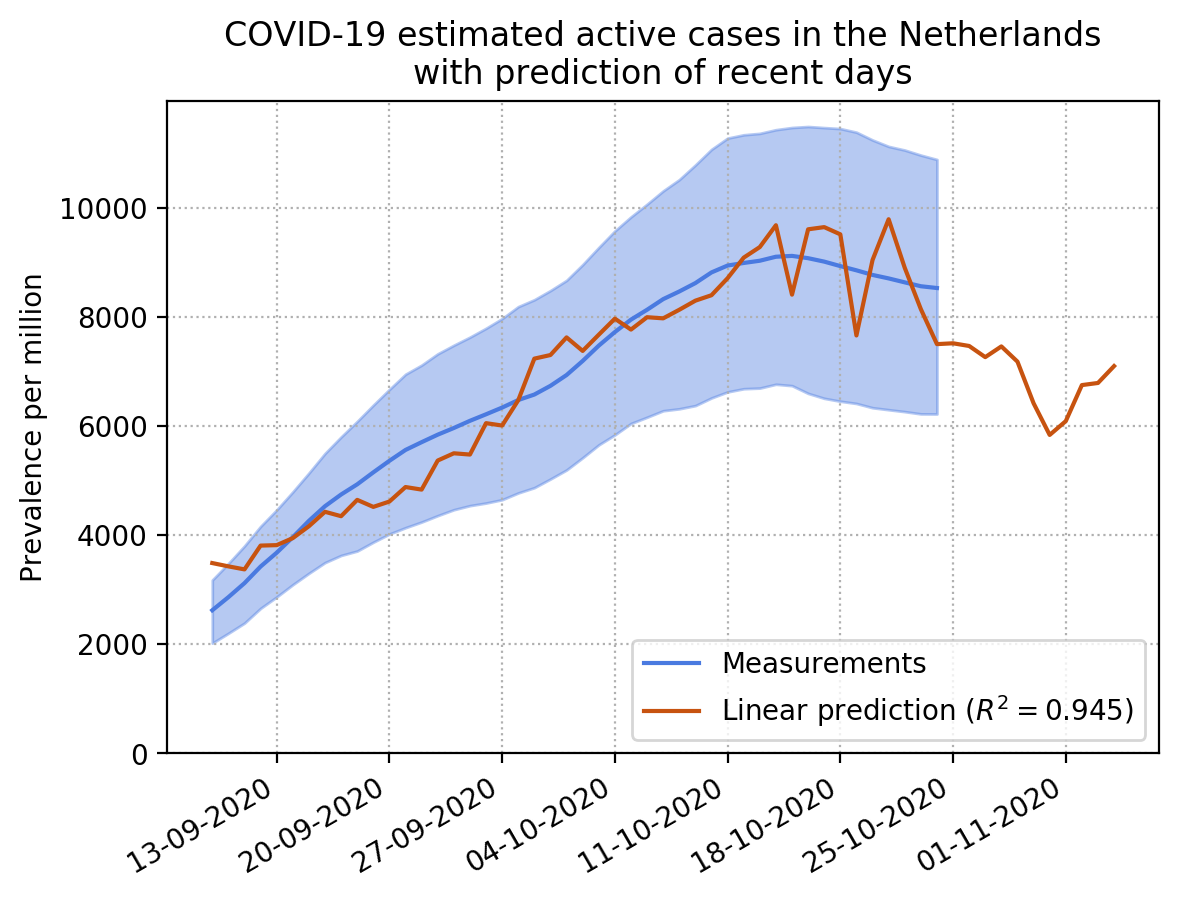 COVID-19 estimated active cases in the Netherlands
with prediction of recent days
Prevalence per million
10000
8000
6000
4000
2000
0
Measurements
Linear prediction (R² = 0.945)
13-09-2020
20-09-2020
27-09-2020
04-10-2020
11-10-2020
18-10-2020
25-10-2020
01-11-2020